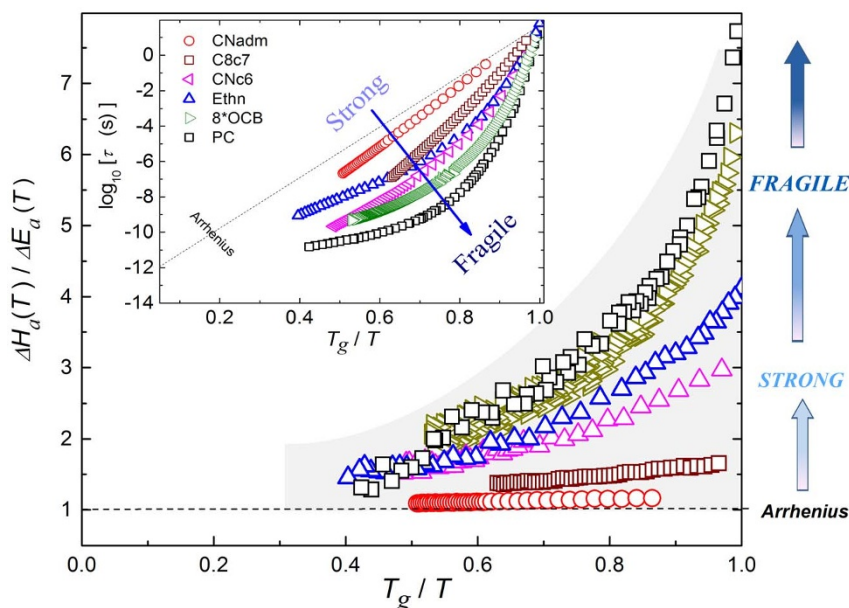 7
6
5
4
3
2
1
ΔHₐ(T) / ΔEₐ(T)
0.0
0.2
0.4
0.6
0.8
1.0
T_g / T
CNadm
C8c7
CNc6
Ethn
8*OCB
PC
0
-2
-4
-6
-8
-10
-12
-14
log₁₀ [ τ (s) ]
0.2
0.4
0.6
0.8
1.0
T_g / T
Strong
Fragile
Arrhenius
FRAGILE
STRONG
Arrhenius